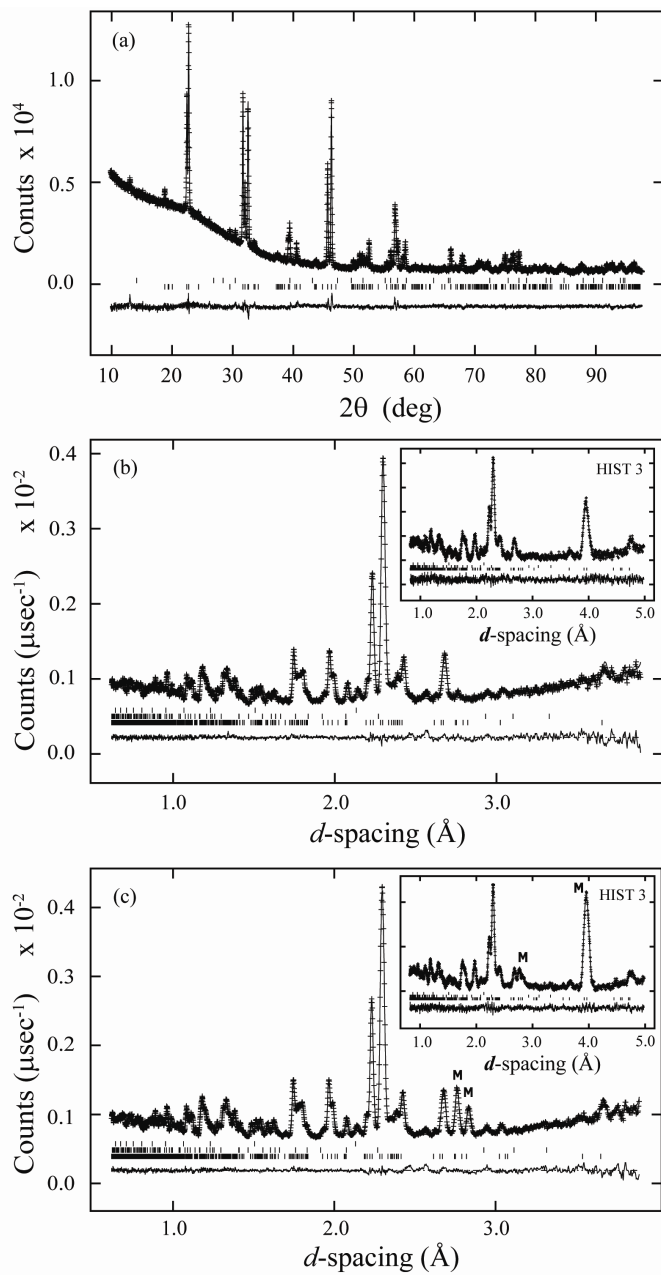 (a)
1.0
0.5
0.0
Conuts x 10⁴
10 20 30 40 50 60 70 80 90
2θ (deg)
(b)
HIST 3
0.4
0.3
0.2
0.1
0.0
Counts (μsec⁻¹) x 10⁻²
1.0 2.0 3.0 4.0 5.0
d-spacing (Å)
1.0 2.0 3.0
d-spacing (Å)
(c)
M HIST 3
M
0.4
0.3
0.2
0.1
0.0
Counts (μsec⁻¹) x 10⁻²
1.0 2.0 3.0 4.0 5.0
d-spacing (Å)
M
M
1.0 2.0 3.0
d-spacing (Å)